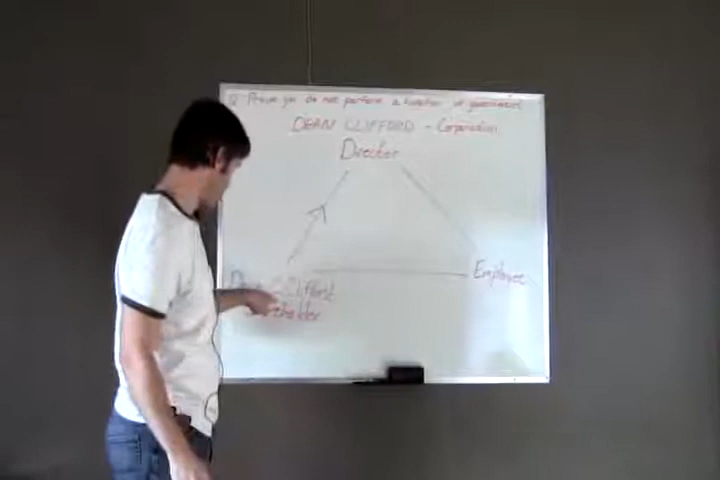 Q Prove you do not perform a function of government
DEAN CLIFFORD - Corporation
Director
Employee
Clifford